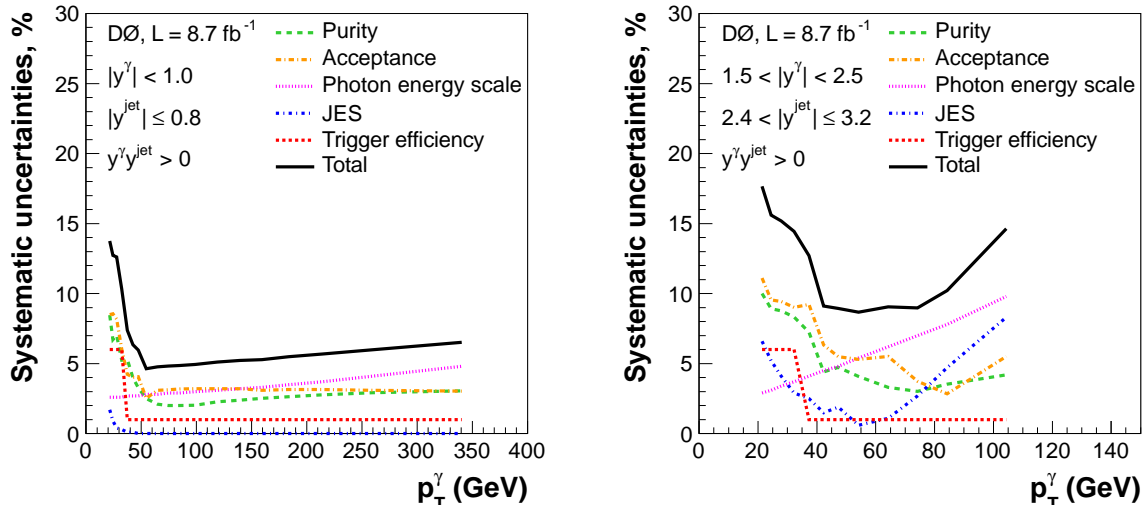 Systematic uncertainties, %
30
25
20
15
10
5
0
DØ, L = 8.7 fb⁻¹
|y^γ| < 1.0
|y^jet| ≤ 0.8
y^γ y^jet > 0
Purity
Acceptance
Photon energy scale
JES
Trigger efficiency
Total
0 50 100 150 200 250 300 350 400
p_T^γ (GeV)
Systematic uncertainties, %
30
25
20
15
10
5
0
DØ, L = 8.7 fb⁻¹
1.5 < |y^γ| < 2.5
2.4 < |y^jet| ≤ 3.2
y^γ y^jet > 0
Purity
Acceptance
Photon energy scale
JES
Trigger efficiency
Total
0 20 40 60 80 100 120 140
p_T^γ (GeV)